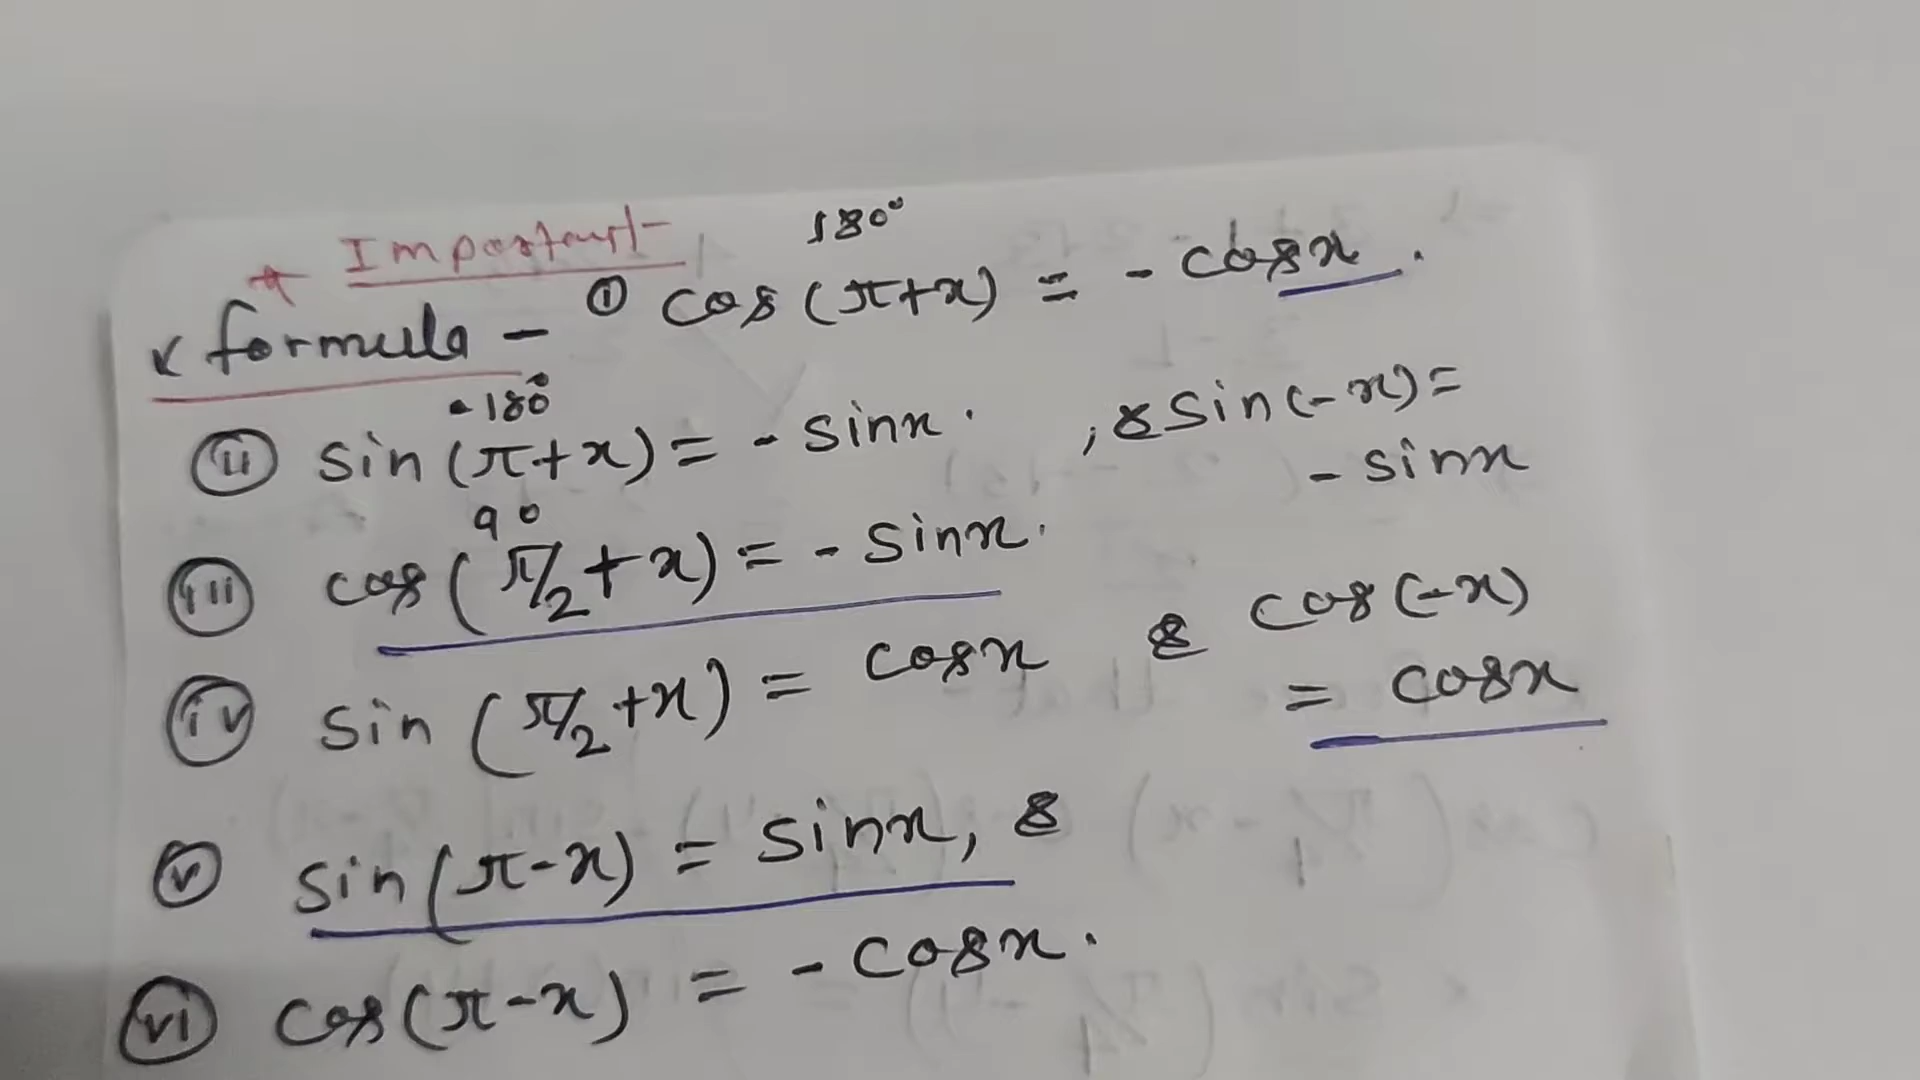 * Important
180°
✓ formula - ① cos(π+x) = - cosx.
180°
(ii) sin(π+x) = - sinx. , & sin(-x) =
- sinx
90
(iii) cos(π/2+x) = - sinx.
(iv) sin(π/2+x) = cosx & cos(-x)
= cosx
(v) sin(π-x) = sinx, &
(vi) cos(π-x) = - cosx.